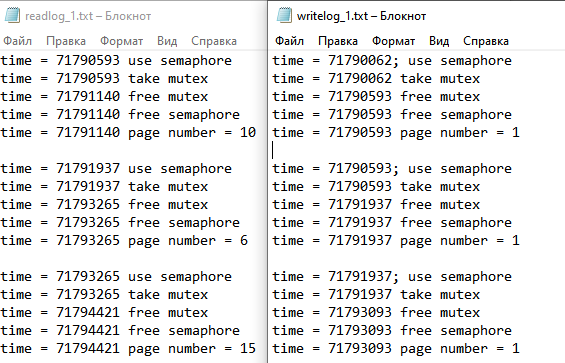 readlog_1.txt – Блокнот
Файл Правка Формат Вид Справка
time = 71790593 use semaphore
time = 71790593 take mutex
time = 71791140 free mutex
time = 71791140 free semaphore
time = 71791140 page number = 10
time = 71791937 use semaphore
time = 71791937 take mutex
time = 71793265 free mutex
time = 71793265 free semaphore
time = 71793265 page number = 6
time = 71793265 use semaphore
time = 71793265 take mutex
time = 71794421 free mutex
time = 71794421 free semaphore
time = 71794421 page number = 15
writelog_1.txt – Блокнот
Файл Правка Формат Вид Справка
time = 71790062; use semaphore
time = 71790062 take mutex
time = 71790593 free mutex
time = 71790593 free semaphore
time = 71790593 page number = 1
time = 71790593; use semaphore
time = 71790593 take mutex
time = 71791937 free mutex
time = 71791937 free semaphore
time = 71791937 page number = 1
time = 71791937; use semaphore
time = 71791937 take mutex
time = 71793093 free mutex
time = 71793093 free semaphore
time = 71793093 page number = 1